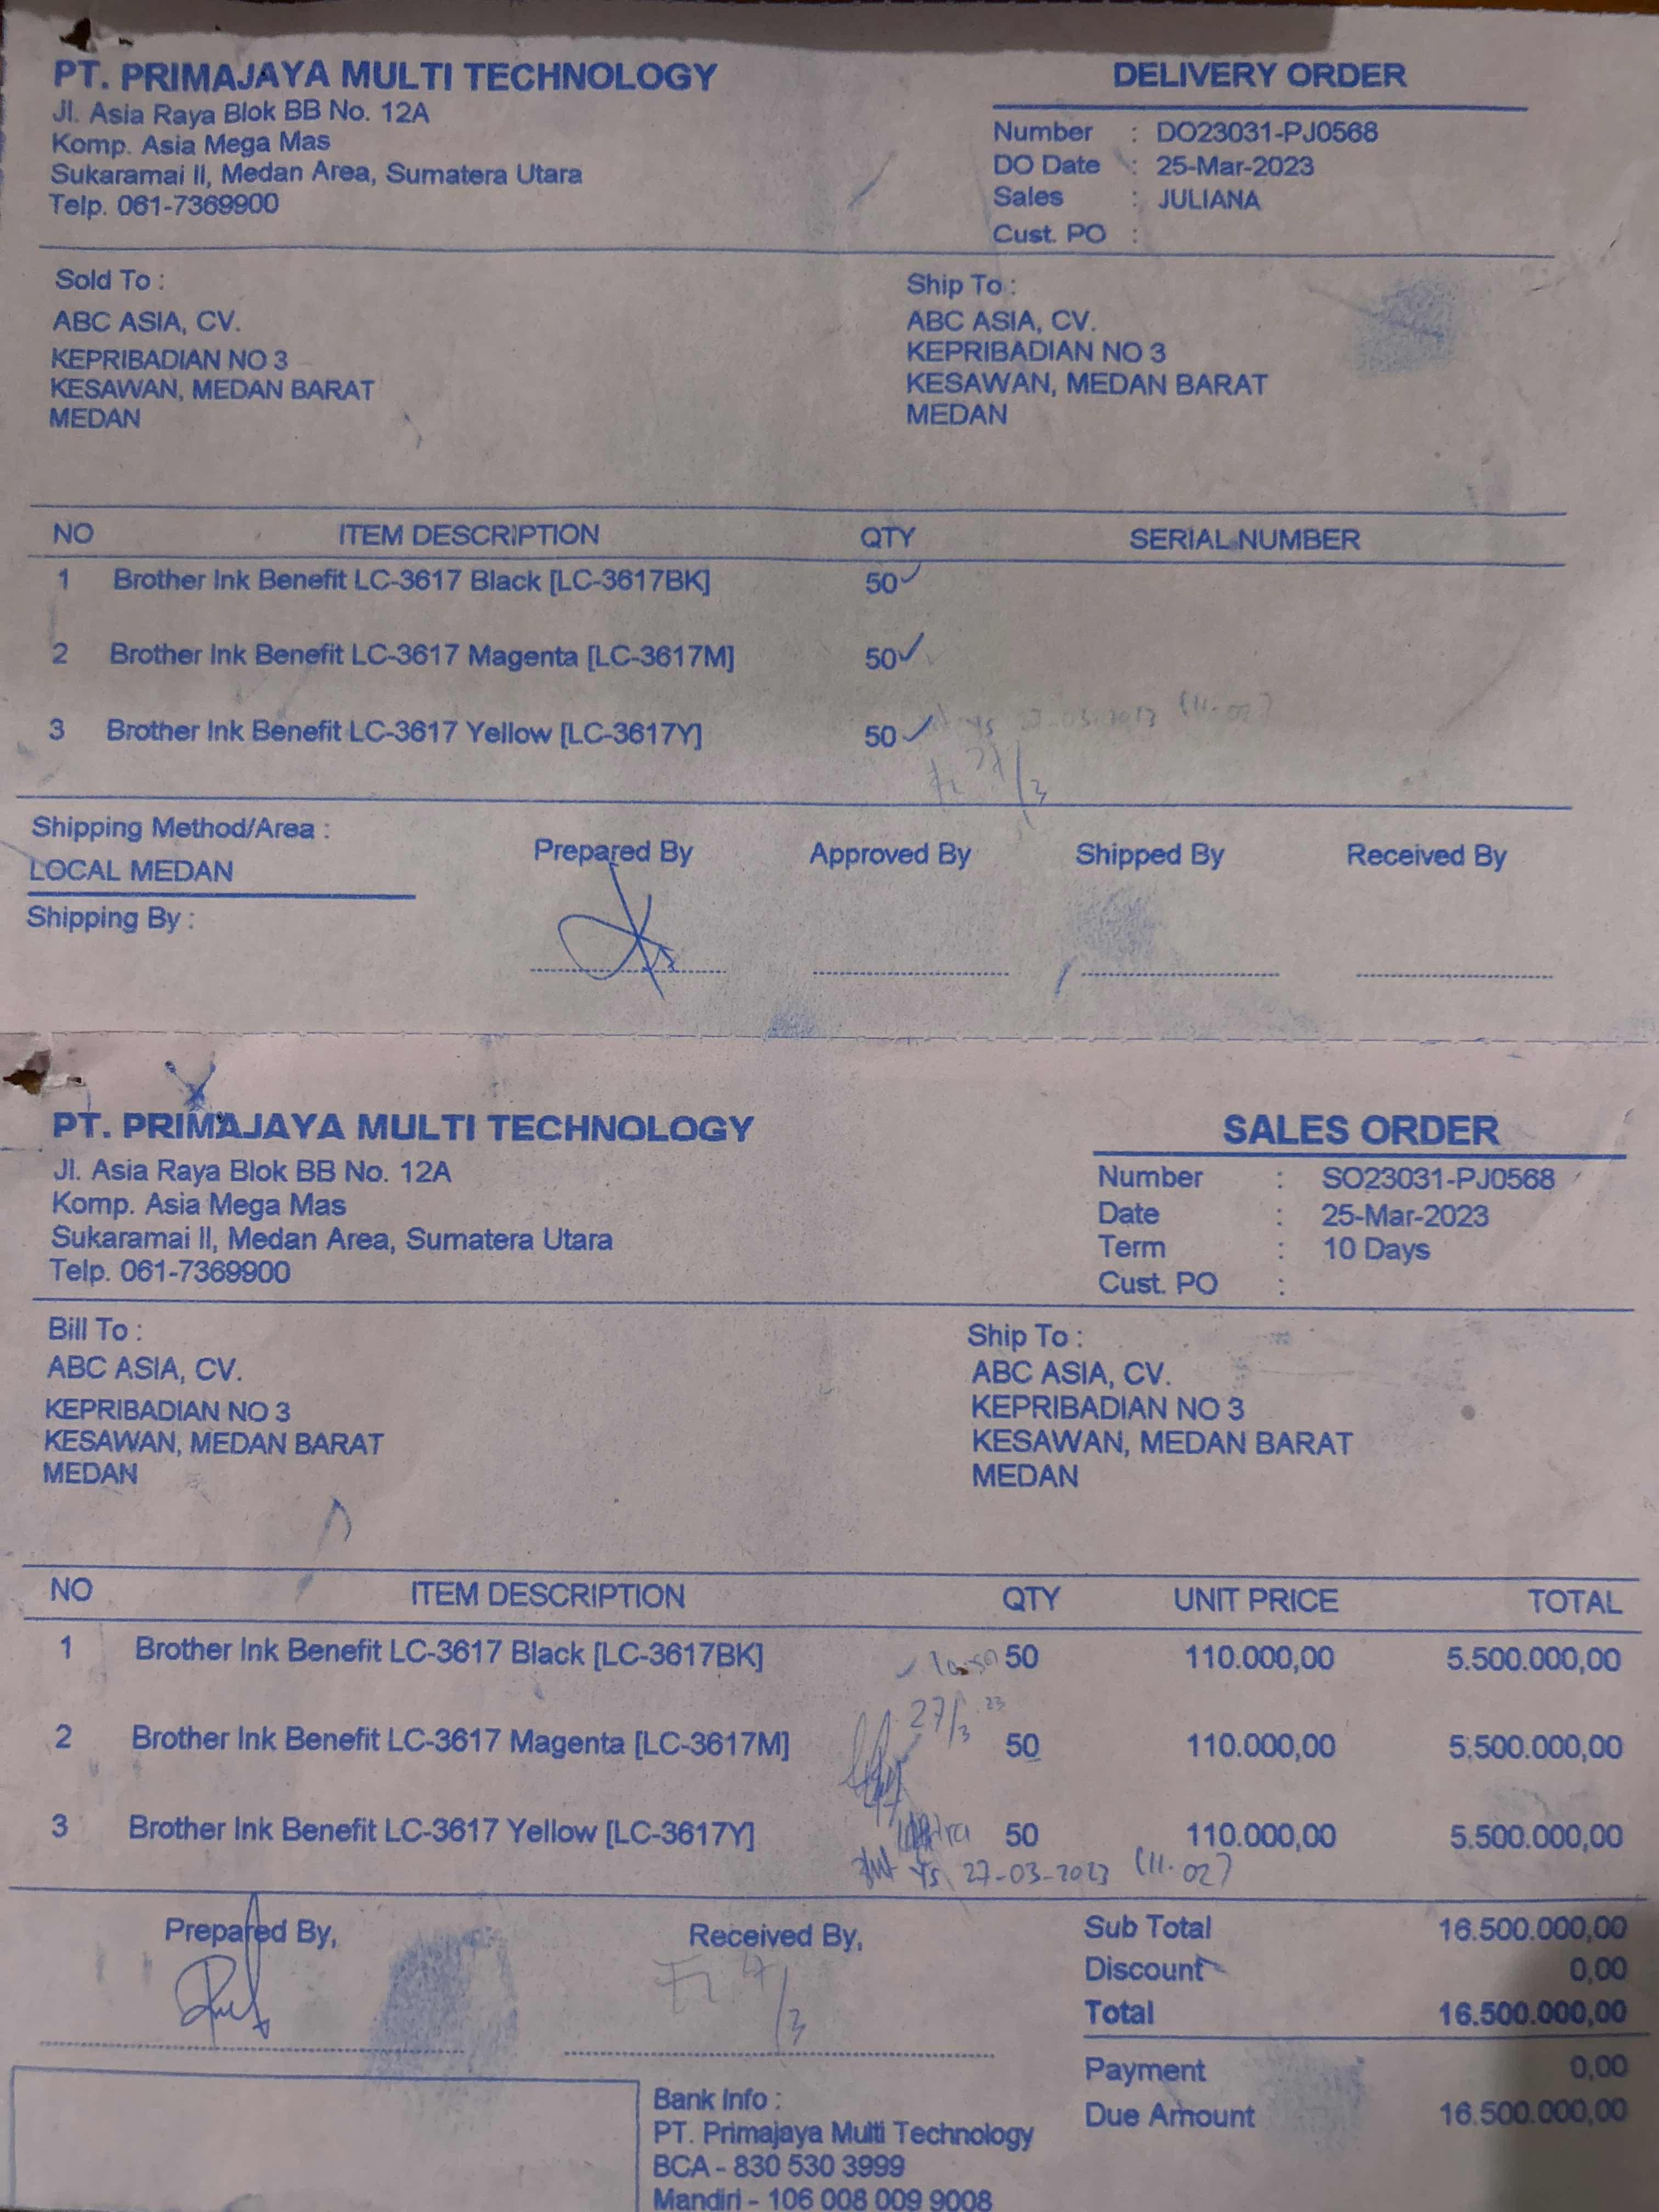 PT. PRIMAJAYA MULTI TECHNOLOGY
Jl. Asia Raya Blok BB No. 12A
Komp. Asia Mega Mas
Sukaramai II, Medan Area, Sumatera Utara
Telp. 061-7369900
DELIVERY ORDER
Number : DO23031-PJ0568
DO Date : 25-Mar-2023
Sales : JULIANA
Cust. PO :
Sold To :
ABC ASIA, CV.
KEPRIBADIAN NO 3
KESAWAN, MEDAN BARAT
MEDAN
Ship To :
ABC ASIA, CV.
KEPRIBADIAN NO 3
KESAWAN, MEDAN BARAT
MEDAN
NO ITEM DESCRIPTION QTY SERIAL NUMBER
1 Brother Ink Benefit LC-3617 Black [LC-3617BK] 50
2 Brother Ink Benefit LC-3617 Magenta [LC-3617M] 50
3 Brother Ink Benefit LC-3617 Yellow [LC-3617Y] 50
27-03-2023 (11.02)
27/3
Shipping Method/Area :
LOCAL MEDAN
Shipping By :
Prepared By Approved By Shipped By Received By
PT. PRIMAJAYA MULTI TECHNOLOGY
Jl. Asia Raya Blok BB No. 12A
Komp. Asia Mega Mas
Sukaramai II, Medan Area, Sumatera Utara
Telp. 061-7369900
SALES ORDER
Number : SO23031-PJ0568
Date : 25-Mar-2023
Term : 10 Days
Cust. PO :
Bill To :
ABC ASIA, CV.
KEPRIBADIAN NO 3
KESAWAN, MEDAN BARAT
MEDAN
Ship To :
ABC ASIA, CV.
KEPRIBADIAN NO 3
KESAWAN, MEDAN BARAT
MEDAN
NO ITEM DESCRIPTION QTY UNIT PRICE TOTAL
1 Brother Ink Benefit LC-3617 Black [LC-3617BK] 50 110.000,00 5.500.000,00
27/3 23
2 Brother Ink Benefit LC-3617 Magenta [LC-3617M] 50 110.000,00 5.500.000,00
3 Brother Ink Benefit LC-3617 Yellow [LC-3617Y] 50 110.000,00 5.500.000,00
27-03-2023 (11.02)
Prepared By,
Received By,
Sub Total 16.500.000,00
Discount 0,00
Total 16.500.000,00
Payment 0,00
Due Amount 16.500.000,00
Bank Info :
PT. Primajaya Multi Technology
BCA - 830 530 3999
Mandiri - 106 008 009 9008